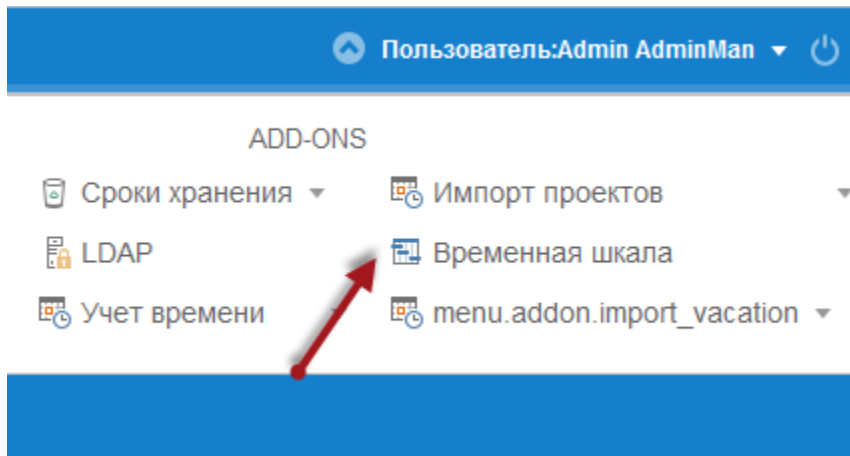 Пользователь:Admin AdminMan
ADD-ONS
Сроки хранения Импорт проектов
LDAP Временная шкала
Учет времени menu.addon.import_vacation